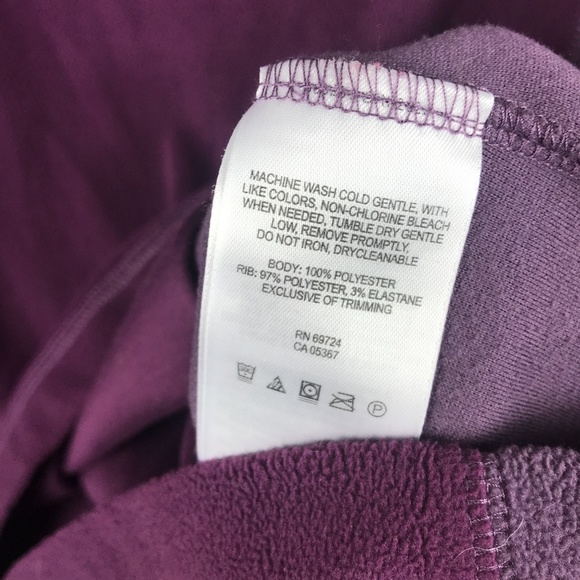 MACHINE WASH COLD GENTLE, WITH
LIKE COLORS, NON-CHLORINE BLEACH
WHEN NEEDED, TUMBLE DRY GENTLE
LOW, REMOVE PROMPTLY,
DO NOT IRON, DRYCLEANABLE
BODY: 100% POLYESTER
RIB: 97% POLYESTER, 3% ELASTANE
EXCLUSIVE OF TRIMMING
RN 69724
CA 05367
P